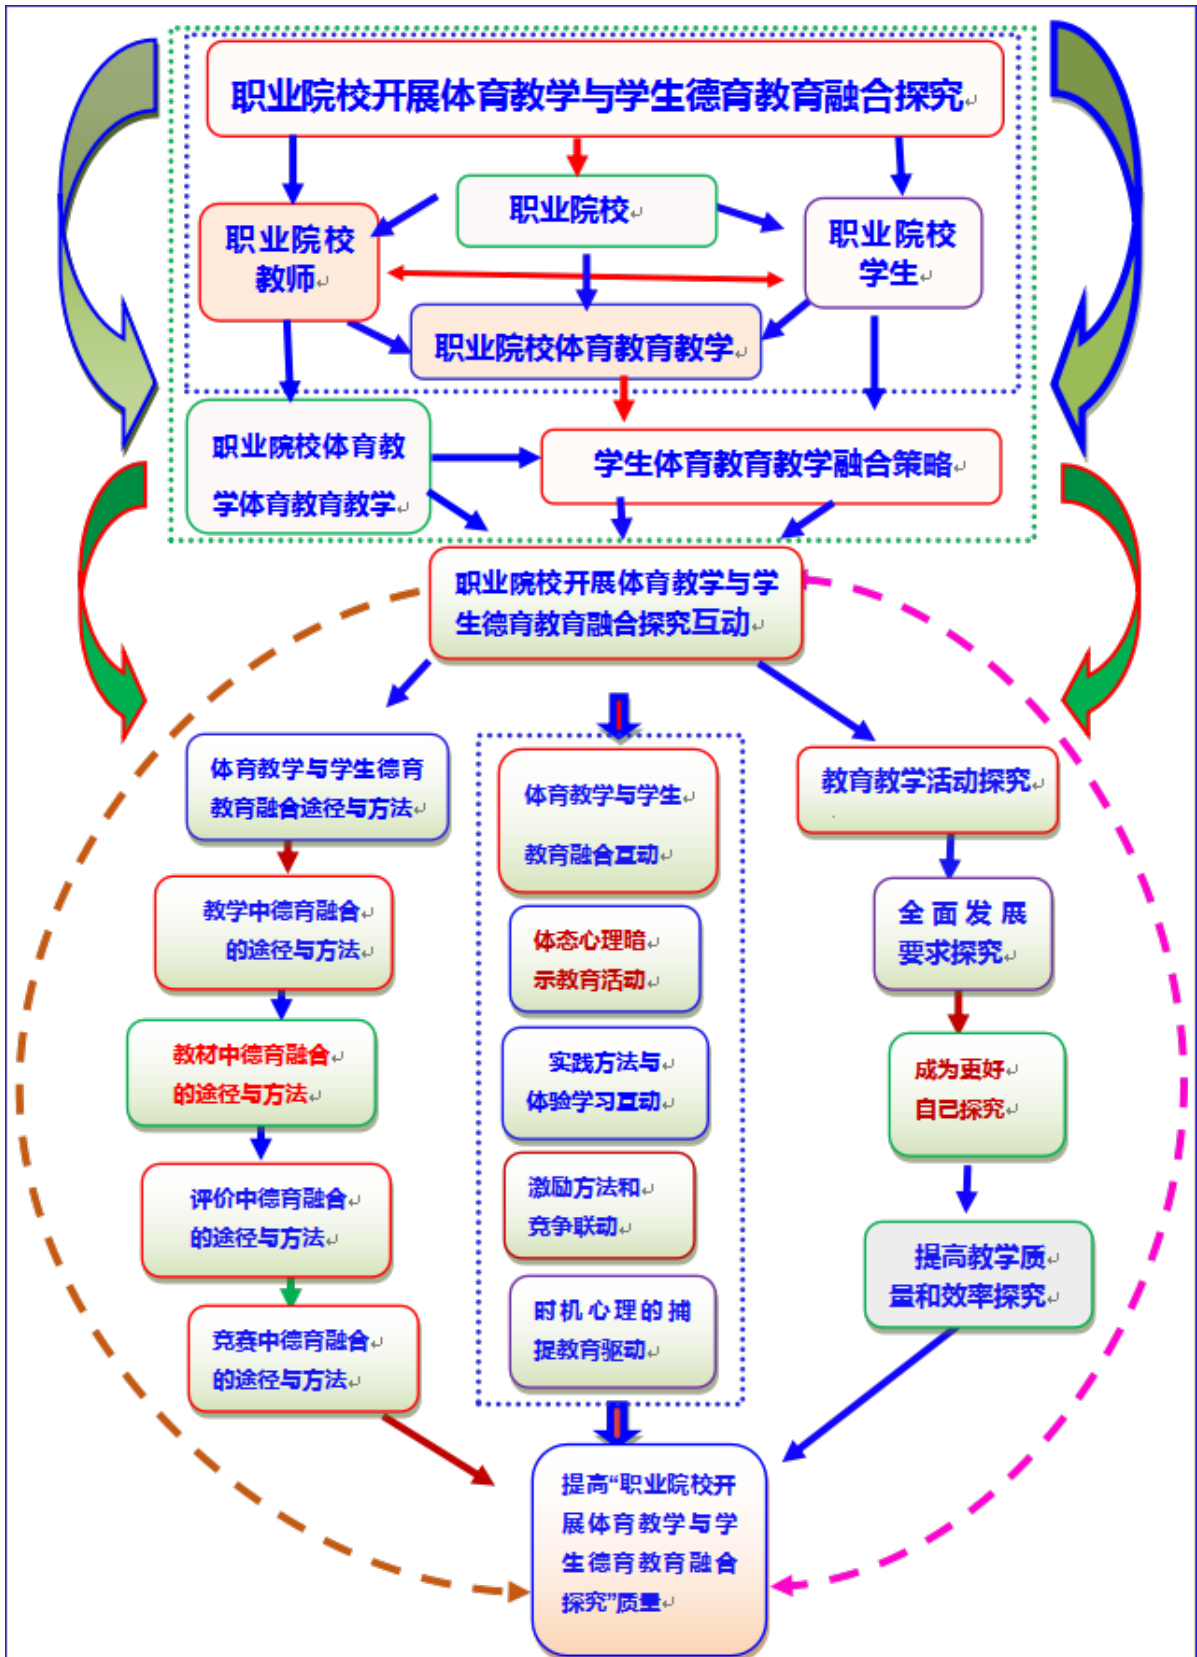 职业院校开展体育教学与学生德育教育融合探究
职业院校
职业院校
教师
职业院校
学生
职业院校体育教育教学
职业院校体育教
学体育教育教学
学生体育教育教学融合策略
职业院校开展体育教学与学
生德育教育融合探究互动
体育教学与学生德育
教育融合途径与方法
教学中德育融合
的途径与方法
教材中德育融合
的途径与方法
评价中德育融合
的途径与方法
竞赛中德育融合
的途径与方法
体育教学与学生
教育融合互动
体态心理暗
示教育活动
实践方法与
体验学习互动
激励方法和
竞争联动
时机心理的捕
捉教育驱动
教育教学活动探究
全面发展
要求探究
成为更好
自己探究
提高教学质
量和效率探究
提高“职业院校开
展体育教学与学
生德育教育融合
探究”质量